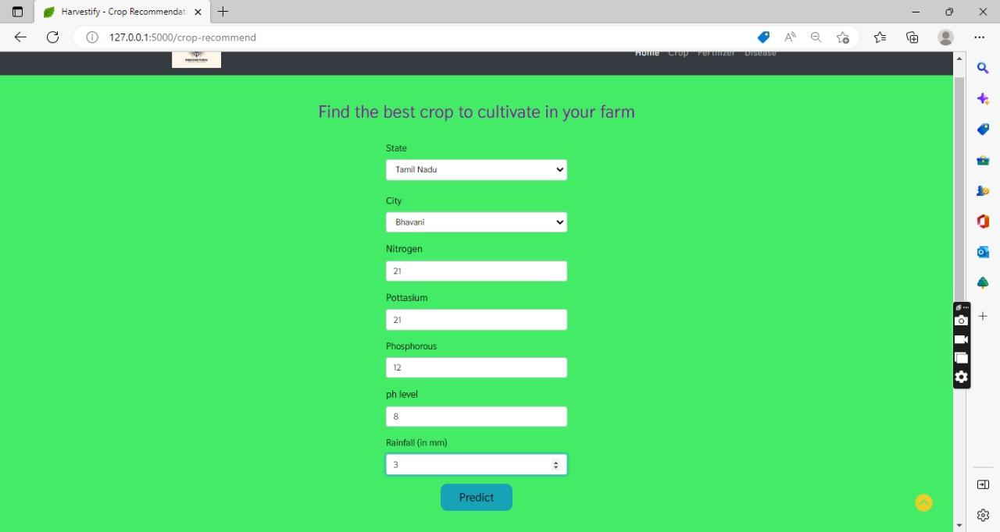 Harvestify - Crop Recommendat
127.0.0.1:5000/crop-recommend
Home Crop Fertilizer Disease
Find the best crop to cultivate in your farm
State
Tamil Nadu
City
Bhavani
Nitrogen
21
Pottasium
21
Phosphorous
12
ph level
8
Rainfall (in mm)
3
Predict